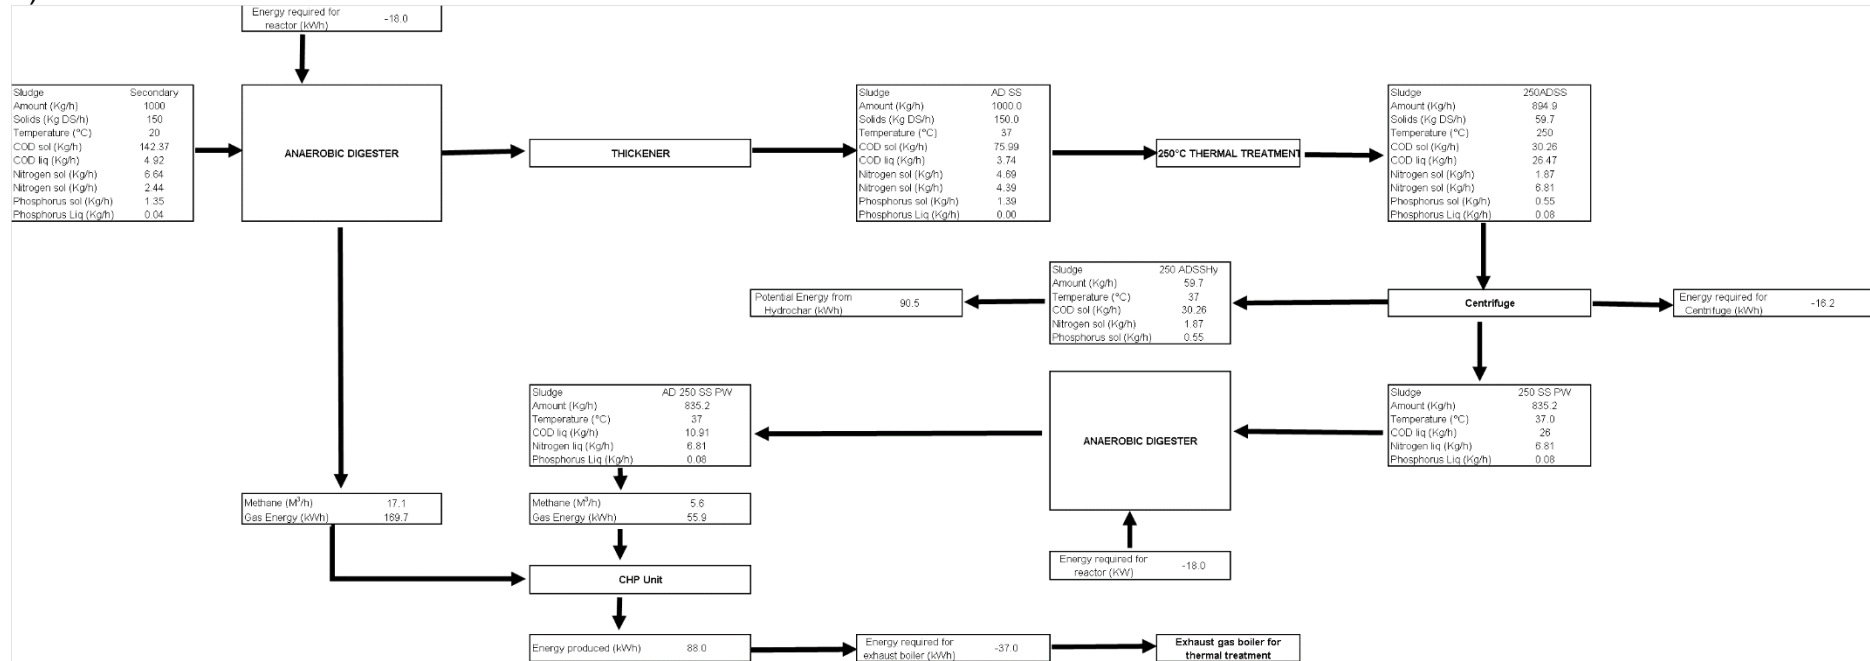 )
Energy required for
reactor (kWh) -18.0
Sludge Secondary
Amount (Kg/h) 1000
Solids (Kg DS/h) 150
Temperature (°C) 20
COD sol (Kg/h) 142.37
COD liq (Kg/h) 4.92
Nitrogen sol (Kg/h) 6.64
Nitrogen sol (Kg/h) 2.44
Phosphorus sol (Kg/h) 1.35
Phosphorus Liq (Kg/h) 0.04
ANAEROBIC DIGESTER
THICKENER
Sludge AD SS
Amount (Kg/h) 1000.0
Solids (Kg DS/h) 150.0
Temperature (°C) 37
COD sol (Kg/h) 75.99
COD liq (Kg/h) 3.74
Nitrogen sol (Kg/h) 4.69
Nitrogen sol (Kg/h) 4.39
Phosphorus sol (Kg/h) 1.39
Phosphorus Liq (Kg/h) 0.00
250°C THERMAL TREATMENT
Sludge 250ADSS
Amount (Kg/h) 894.9
Solids (Kg DS/h) 59.7
Temperature (°C) 250
COD sol (Kg/h) 30.26
COD liq (Kg/h) 26.47
Nitrogen sol (Kg/h) 1.87
Nitrogen sol (Kg/h) 6.81
Phosphorus sol (Kg/h) 0.55
Phosphorus Liq (Kg/h) 0.08
Potential Energy from
Hydrochar (kWh) 90.5
Sludge 250 ADSSHy
Amount (Kg/h) 59.7
Temperature (°C) 37
COD sol (Kg/h) 30.26
Nitrogen sol (Kg/h) 1.87
Phosphorus sol (Kg/h) 0.55
Centrifuge
Energy required for
Centrifuge (kWh) -16.2
Sludge AD 250 SS PW
Amount (Kg/h) 835.2
Temperature (°C) 37
COD liq (Kg/h) 10.91
Nitrogen liq (Kg/h) 6.81
Phosphorus Liq (Kg/h) 0.08
ANAEROBIC DIGESTER
Sludge 250 SS PW
Amount (Kg/h) 835.2
Temperature (°C) 37.0
COD liq (Kg/h) 26
Nitrogen liq (Kg/h) 6.81
Phosphorus Liq (Kg/h) 0.08
Methane (M³/h) 17.1
Gas Energy (kWh) 169.7
Methane (M³/h) 5.6
Gas Energy (kWh) 55.9
Energy required for
reactor (KW) -18.0
CHP Unit
Energy produced (kWh) 88.0
Energy required for
exhaust boiler (kWh) -37.0
Exhaust gas boiler for
thermal treatment